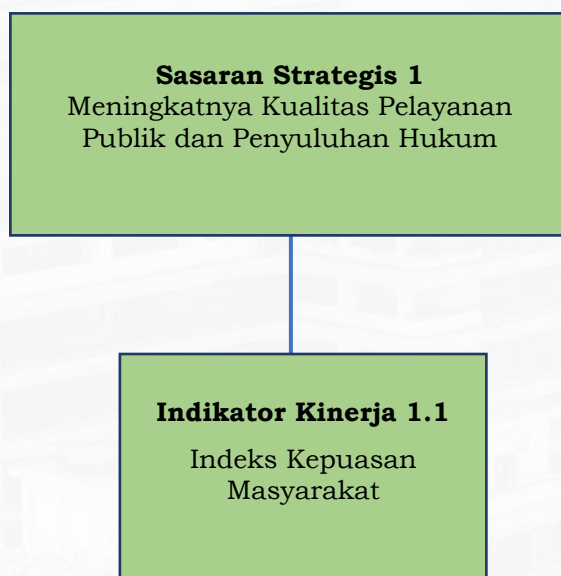 Sasaran Strategis 1
Meningkatnya Kualitas Pelayanan
Publik dan Penyuluhan Hukum
Indikator Kinerja 1.1
Indeks Kepuasan
Masyarakat